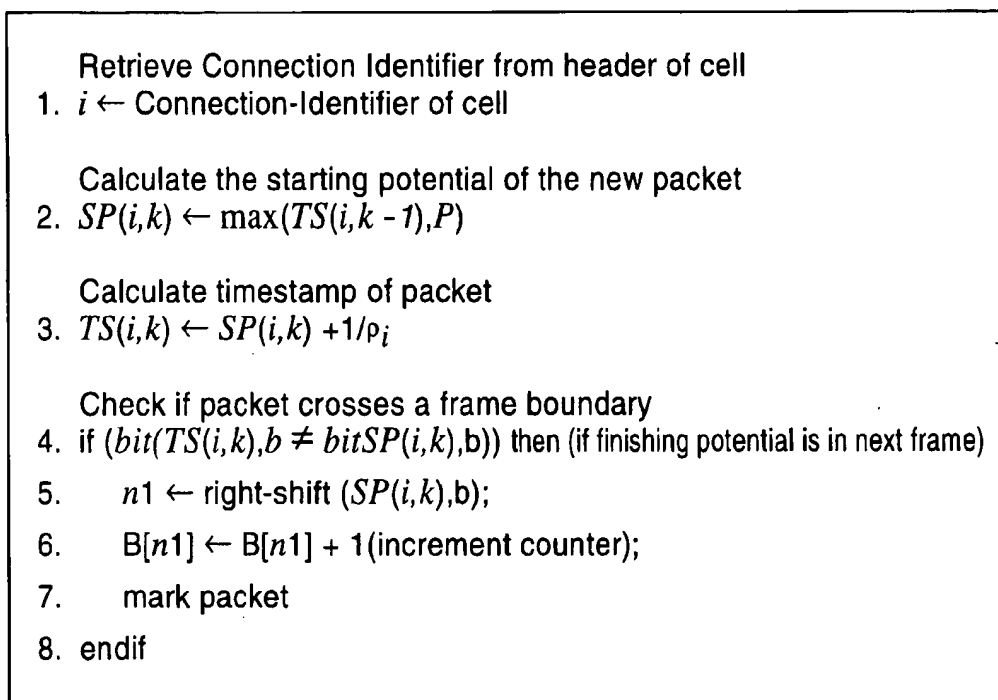 Retrieve Connection Identifier from header of cell
1. i ← Connection-Identifier of cell
Calculate the starting potential of the new packet
2. SP(i,k) ← max(TS(i,k -1),P)
Calculate timestamp of packet
3. TS(i,k) ← SP(i,k) +1/ρi
Check if packet crosses a frame boundary
4. if (bit(TS(i,k),b ≠ bitSP(i,k),b)) then (if finishing potential is in next frame)
5. n1 ← right-shift (SP(i,k),b);
6. B[n1] ← B[n1] + 1(increment counter);
7. mark packet
8. endif